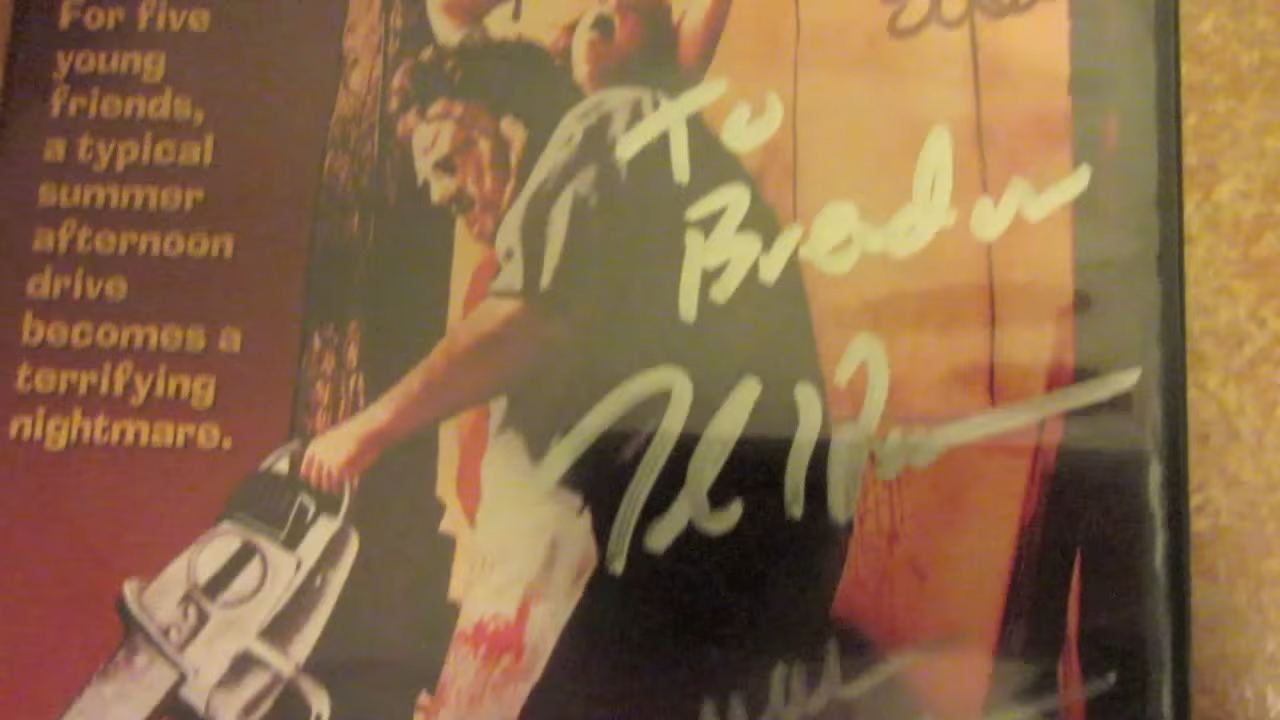 For five
young
friends,
a typical
summer
afternoon
drive
becomes a
terrifying
nightmare.
To
Braden